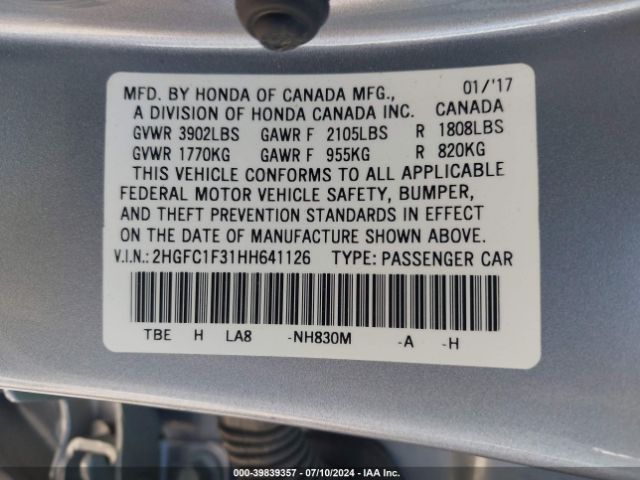 MFD. BY HONDA OF CANADA MFG., 01/'17
A DIVISION OF HONDA CANADA INC. CANADA
GVWR 3902LBS GAWR F 2105LBS R 1808LBS
GVWR 1770KG GAWR F 955KG R 820KG
THIS VEHICLE CONFORMS TO ALL APPLICABLE
FEDERAL MOTOR VEHICLE SAFETY, BUMPER,
AND THEFT PREVENTION STANDARDS IN EFFECT
ON THE DATE OF MANUFACTURE SHOWN ABOVE.
V.I.N.: 2HGFC1F31HH641126 TYPE: PASSENGER CAR
TBE H LA8 -NH830M -A -H
000-39839357 - 07/10/2024 - IAA Inc.